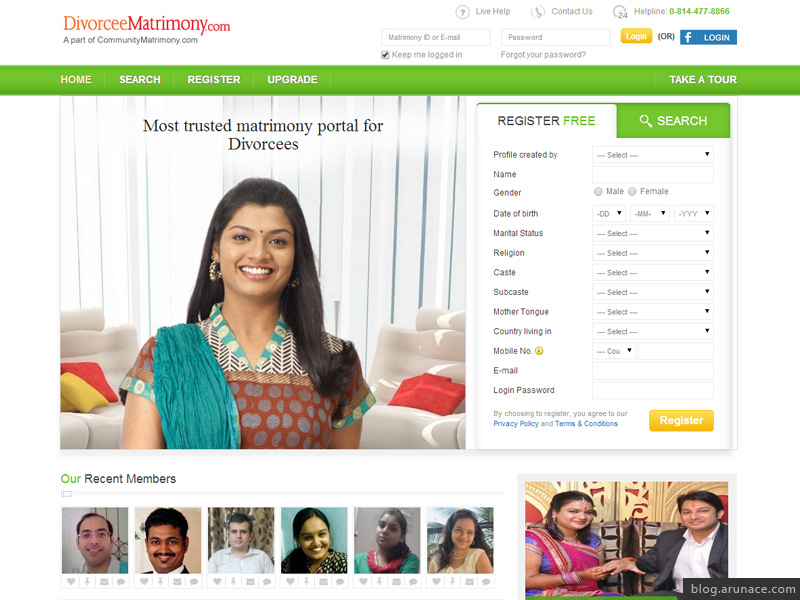 Live Help
Contact Us
24
Helpline: 0-814-477-8866
DivorceeMatrimony.com
A part of CommunityMatrimony.com
Matrimony ID or E-mail
Password
Login
(OR)
f LOGIN
Keep me logged in
Forgot your password?
HOME
SEARCH
REGISTER
UPGRADE
TAKE A TOUR
Most trusted matrimony portal for
Divorcees
REGISTER FREE
SEARCH
Profile created by
--- Select ---
Name
Gender
Male
Female
Date of birth
-DD
-MM-
-YYY
Marital Status
--- Select ---
Religion
--- Select ---
Caste
--- Select ---
Subcaste
--- Select ---
Mother Tongue
--- Select ---
Country living in
--- Select ---
Mobile No.
--- Cou
E-mail
Login Password
By choosing to register, you agree to our
Privacy Policy and Terms & Conditions
Register
Our Recent Members
blog.arunace.com